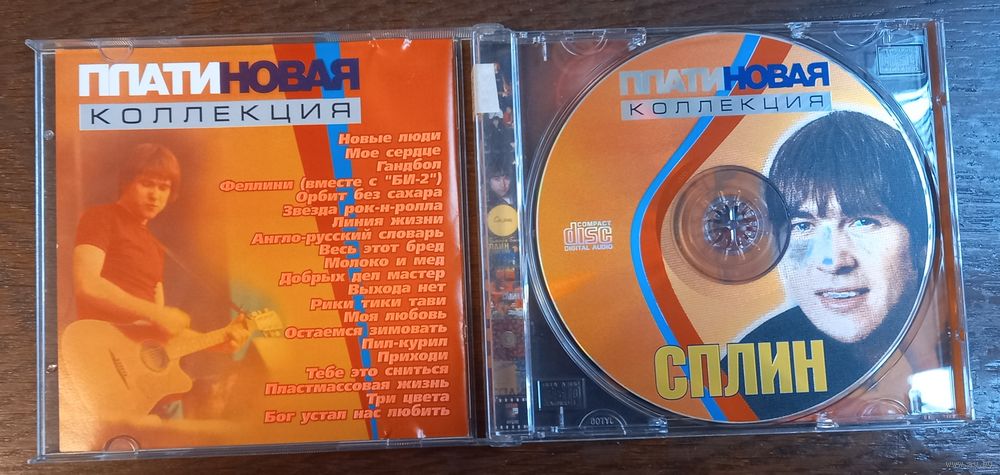 ПЛАТИНОВАЯ
КОЛЛЕКЦИЯ
Новые люди
Мое сердце
Гандбол
Феллини (вместе с "БИ-2")
Орбит без сахара
Звезда рок-н-ролла
Линия жизни
Англо-русский словарь
Весь этот бред
Молоко и мед
Добрых дел мастер
Выхода нет
Рики тики тави
Моя любовь
Остаемся зимовать
Пил-курил
Приходи
Тебе это сниться
Пластмассовая жизнь
Три цвета
Бог устал нас любить
ПЛАТИНОВАЯ
КОЛЛЕКЦИЯ
COMPACT
disc
DIGITAL AUDIO
СПЛИН